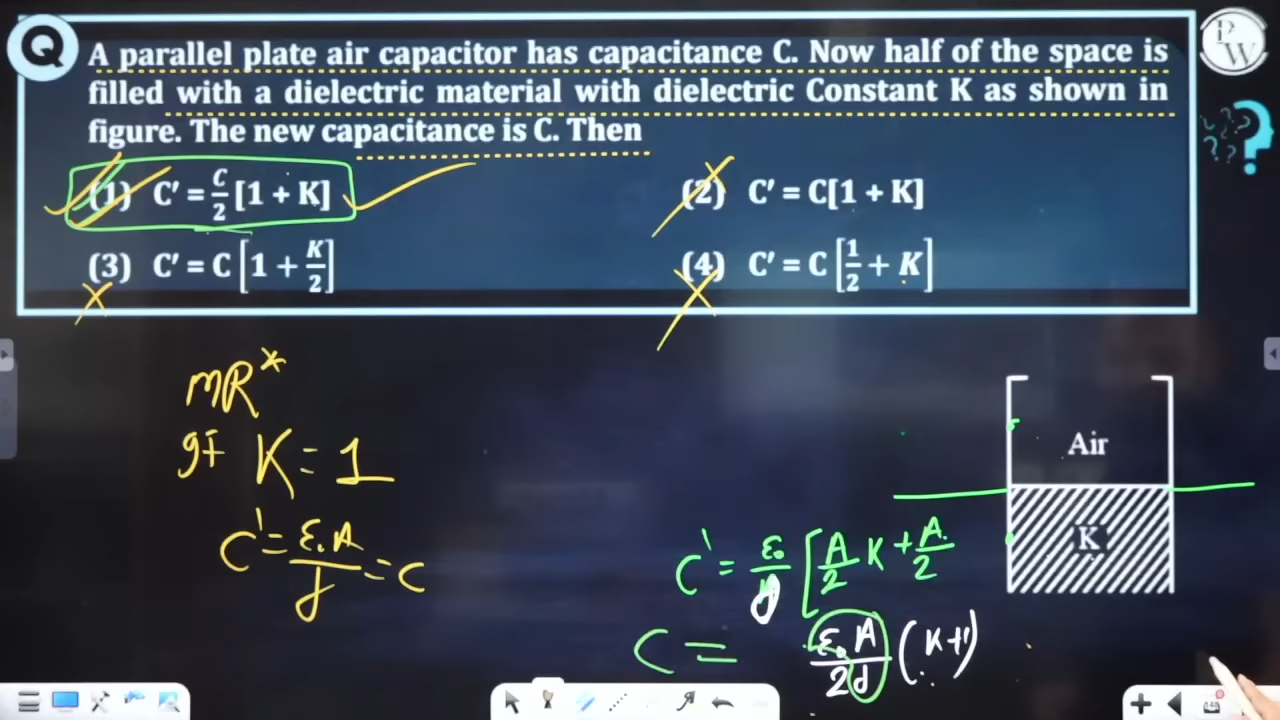 Q
A parallel plate air capacitor has capacitance C. Now half of the space is
filled with a dielectric material with dielectric Constant K as shown in
figure. The new capacitance is C. Then
(1) C′ = C/2 [1 + K]
(2) C′ = C[1 + K]
(3) C′ = C [1 + K/2]
(4) C′ = C [1/2 + K]
PW
MR*
gf K = 1
C' = ε₀A/d = C
Air
K
C' = ε₀/d [A/2 K + A/2
C = ε₀A/2d (K+1)